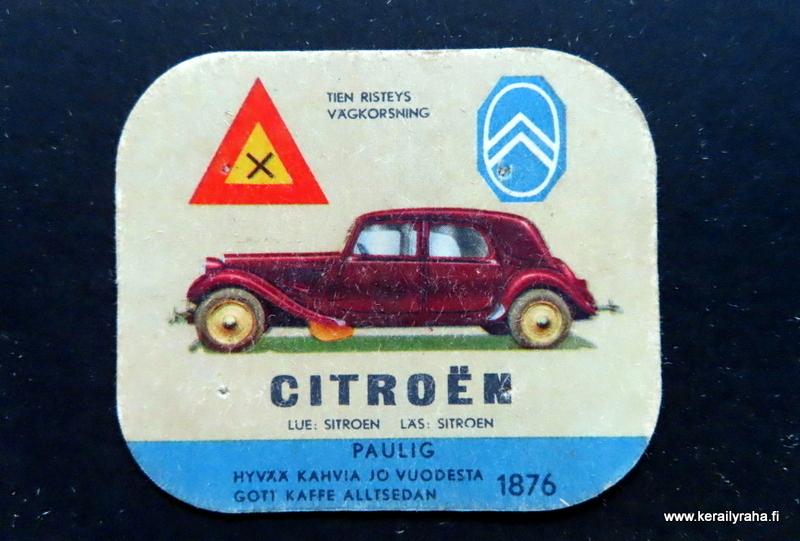 TIEN RISTEYS
VÄGKORSNING
CITROËN
LUE: SITROEN LÄS: SITROEN
PAULIG
HYVÄÄ KAHVIA JO VUODESTA
GOTT KAFFE ALLTSEDAN
1876
www.kerailyraha.fi